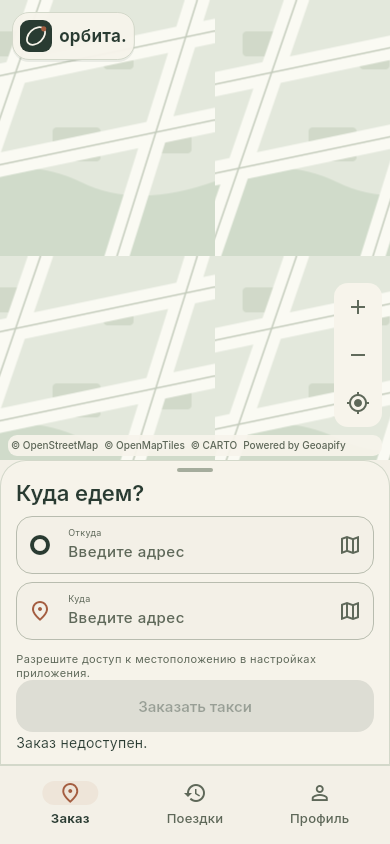 орбита.
© OpenStreetMap © OpenMapTiles © CARTO Powered by Geoapify
Куда едем?
Откуда
Введите адрес
Куда
Введите адрес
Разрешите доступ к местоположению в настройках
приложения.
Заказать такси
Заказ недоступен.
Заказ Поездки Профиль